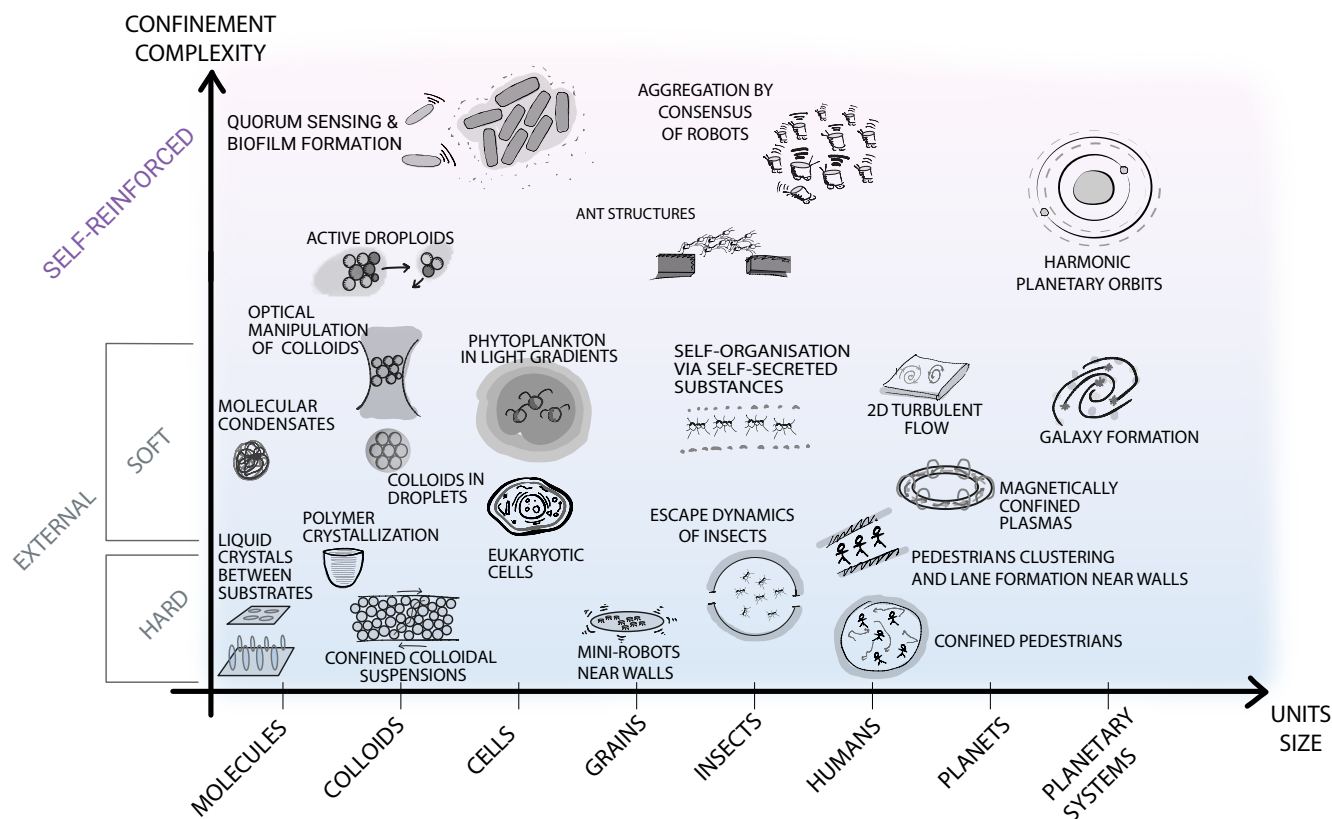 CONFINEMENT
COMPLEXITY
SELF-REINFORCED
EXTERNAL
SOFT
HARD
QUORUM SENSING &
BIOFILM FORMATION
AGGREGATION BY
CONSENSUS
OF ROBOTS
ANT STRUCTURES
ACTIVE DROPLOIDS
HARMONIC
PLANETARY ORBITS
OPTICAL
MANIPULATION
OF COLLOIDS
PHYTOPLANKTON
IN LIGHT GRADIENTS
SELF-ORGANISATION
VIA SELF-SECRETED
SUBSTANCES
2D TURBULENT
FLOW
GALAXY FORMATION
MOLECULAR
CONDENSATES
COLLOIDS IN
DROPLETS
MAGNETICALLY
CONFINED
PLASMAS
POLYMER
CRYSTALLIZATION
EUKARYOTIC
CELLS
ESCAPE DYNAMICS
OF INSECTS
PEDESTRIANS CLUSTERING
AND LANE FORMATION NEAR WALLS
LIQUID
CRYSTALS
BETWEEN
SUBSTRATES
CONFINED COLLOIDAL
SUSPENSIONS
MINI-ROBOTS
NEAR WALLS
CONFINED PEDESTRIANS
MOLECULES
COLLOIDS
CELLS
GRAINS
INSECTS
HUMANS
PLANETS
PLANETARY
SYSTEMS
UNITS
SIZE